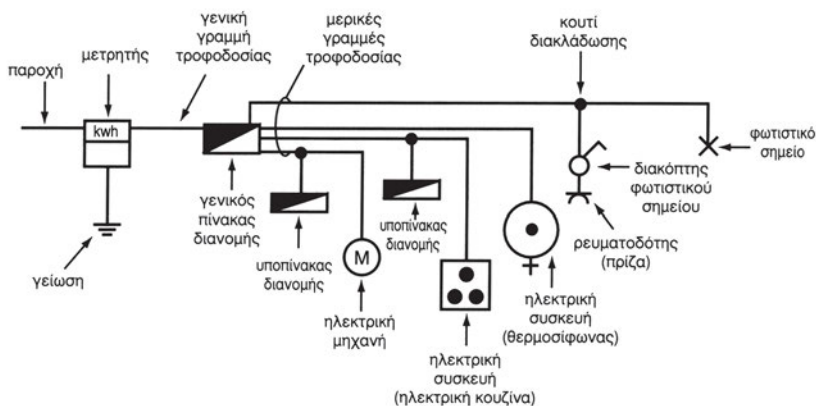 παροχή
μετρητής
γενική
γραμμή
τροφοδοσίας
μερικές
γραμμές
τροφοδοσίας
κουτί
διακλάδωσης
kwh
γείωση
γενικός
πίνακας
διανομής
υποπίνακας
διανομής
M
ηλεκτρική
μηχανή
υποπίνακας
διανομής
ηλεκτρική
συσκευή
(ηλεκτρική κουζίνα)
ηλεκτρική
συσκευή
(θερμοσίφωνας)
διακόπτης
φωτιστικού
σημείου
ρευματοδότης
(πρίζα)
φωτιστικό
σημείο